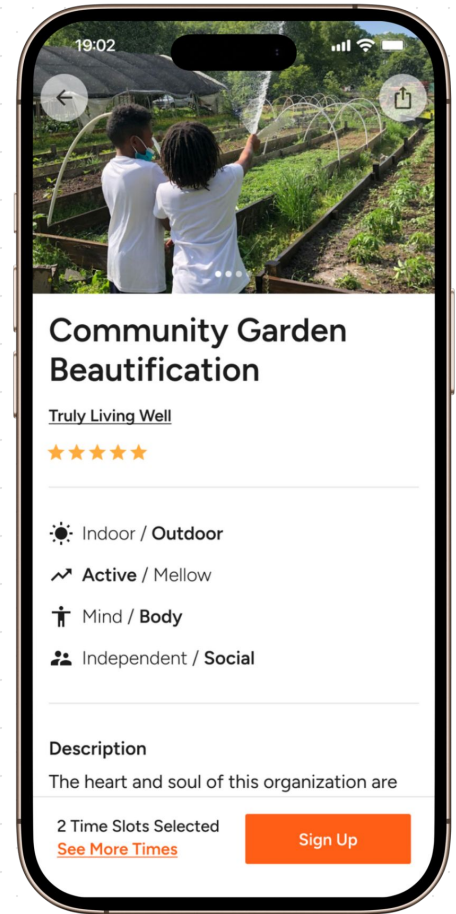 19:02
Community Garden
Beautification
Truly Living Well
Indoor / Outdoor
Active / Mellow
Mind / Body
Independent / Social
Description
The heart and soul of this organization are
2 Time Slots Selected
See More Times
Sign Up